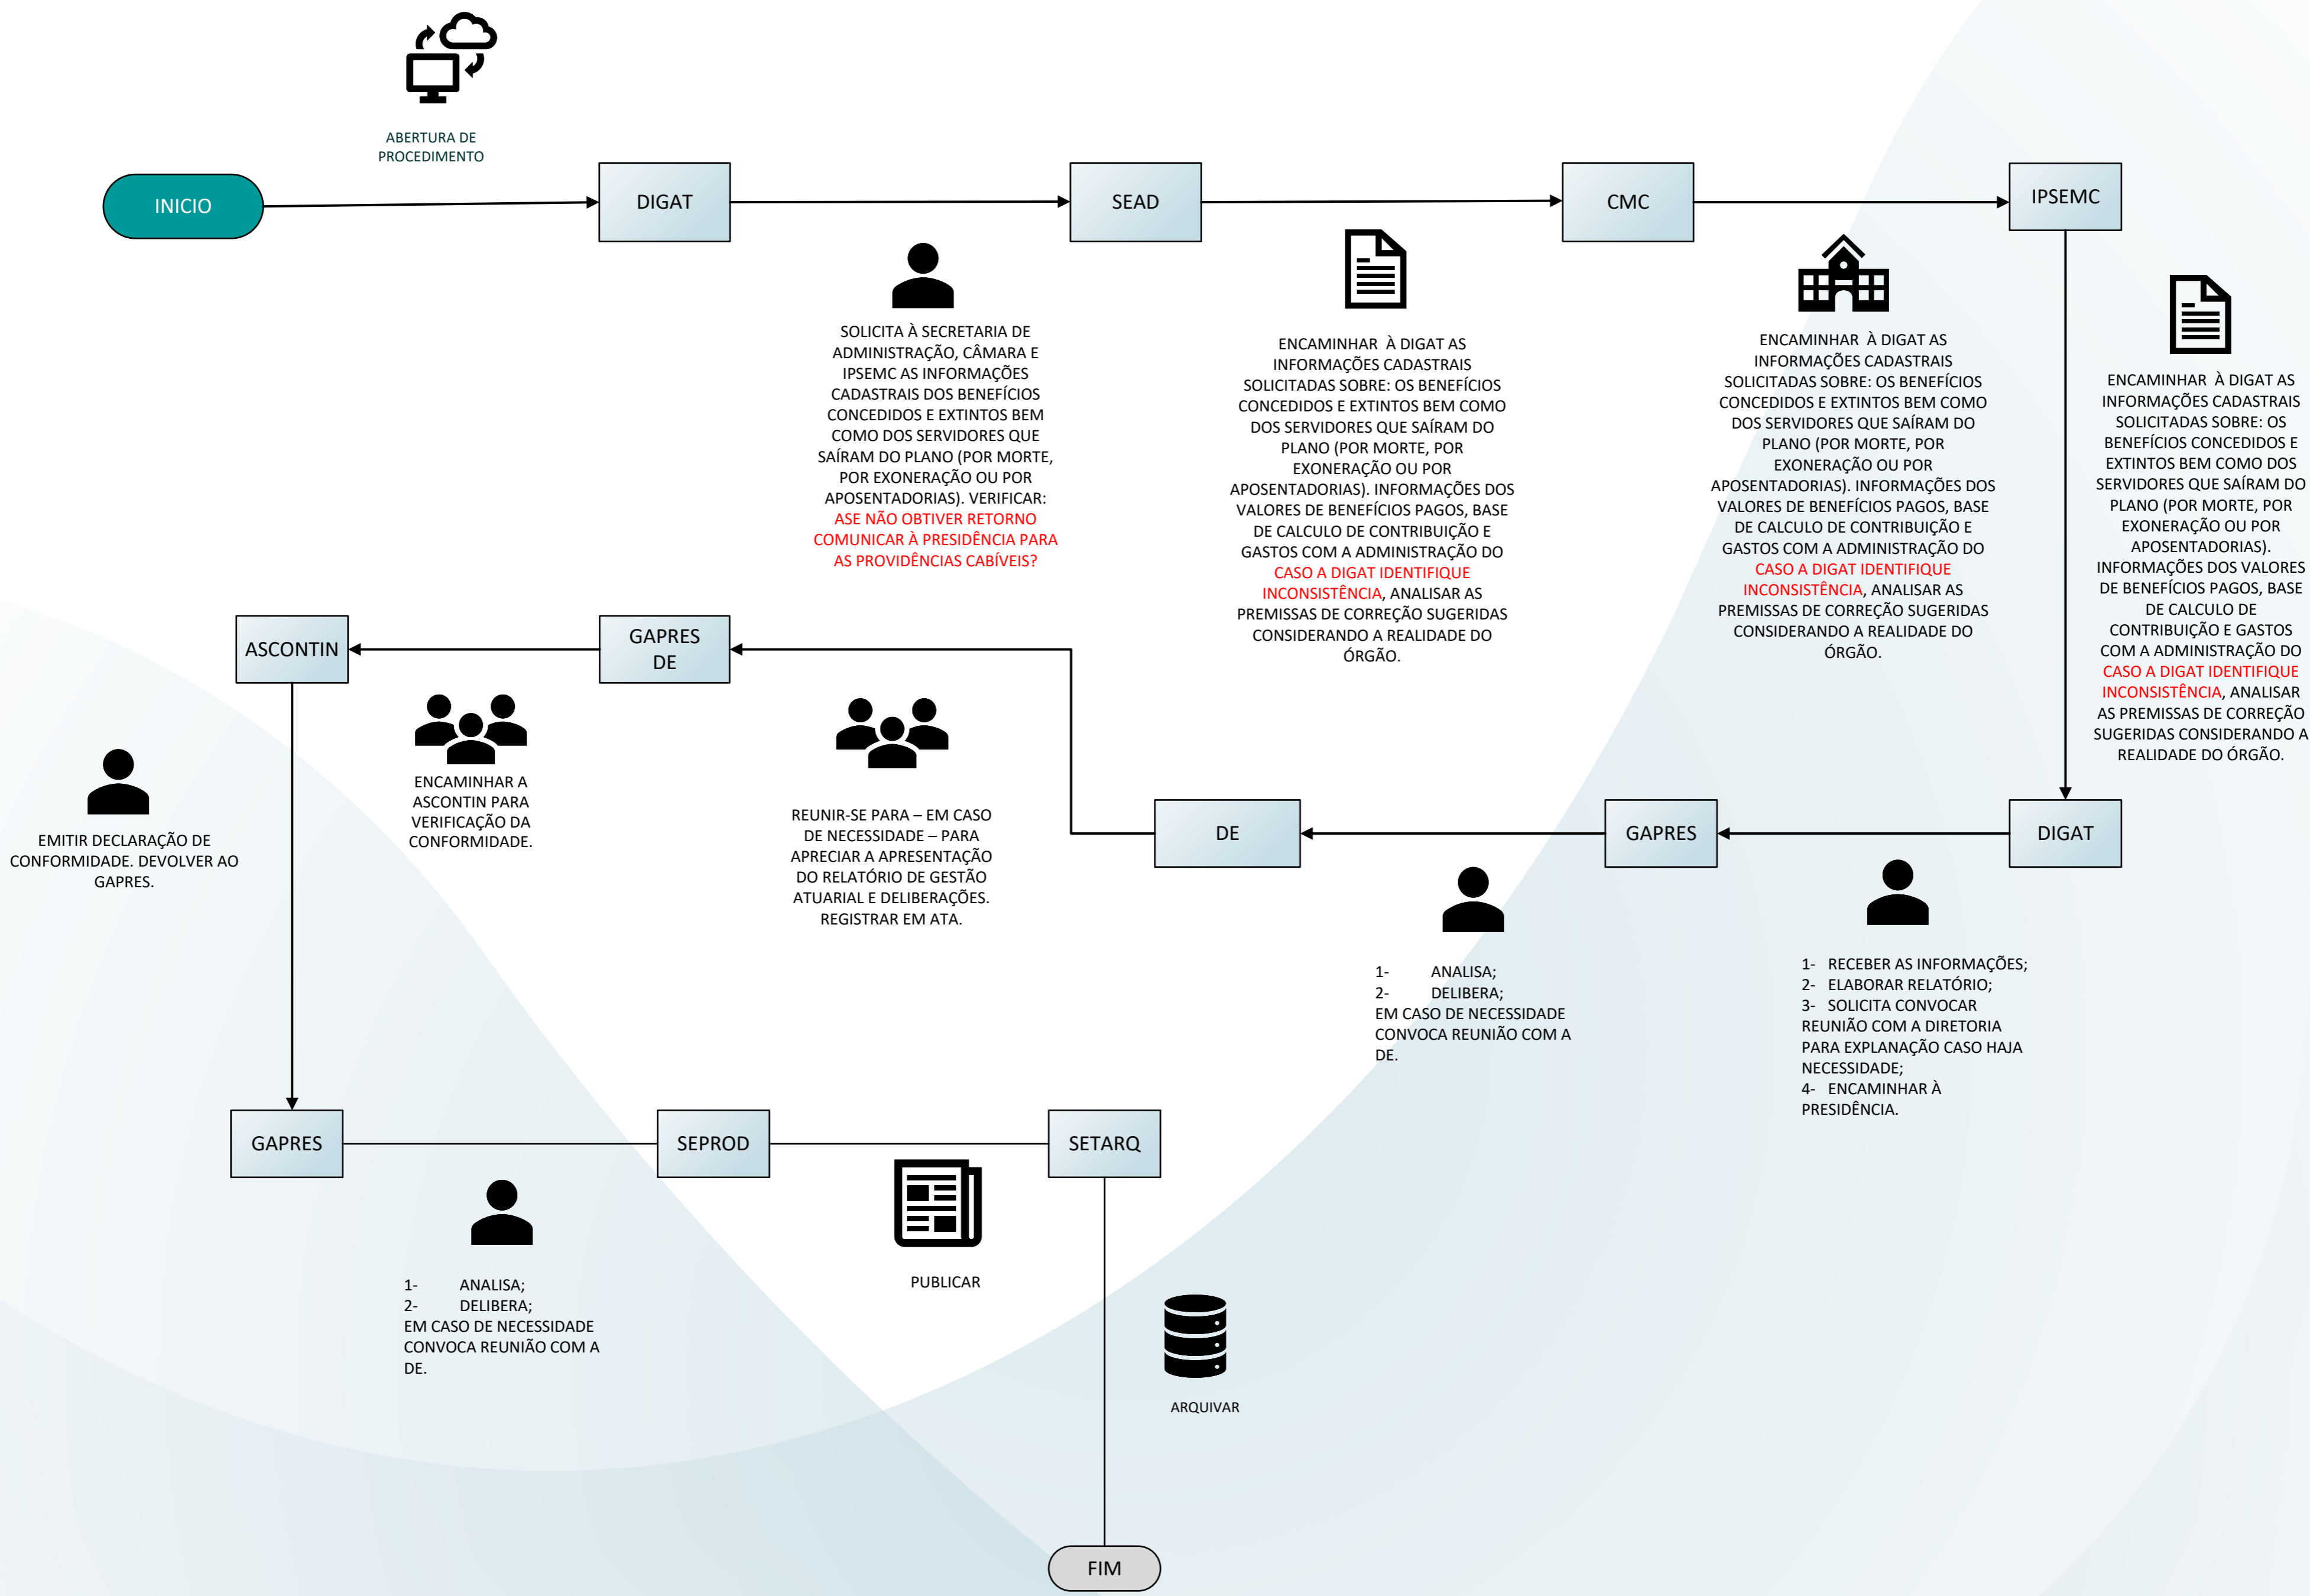 ABERTURA DE
PROCEDIMENTO
INICIO
DIGAT
SEAD
CMC
IPSEMC
SOLICITA À SECRETARIA DE
ADMINISTRAÇÃO, CÂMARA E
IPSEMC AS INFORMAÇÕES
CADASTRAIS DOS BENEFÍCIOS
CONCEDIDOS E EXTINTOS BEM
COMO DOS SERVIDORES QUE
SAÍRAM DO PLANO (POR MORTE,
POR EXONERAÇÃO OU POR
APOSENTADORIAS). VERIFICAR:
ASE NÃO OBTIVER RETORNO
COMUNICAR À PRESIDÊNCIA PARA
AS PROVIDÊNCIAS CABÍVEIS?
ENCAMINHAR À DIGAT AS
INFORMAÇÕES CADASTRAIS
SOLICITADAS SOBRE: OS BENEFÍCIOS
CONCEDIDOS E EXTINTOS BEM COMO
DOS SERVIDORES QUE SAÍRAM DO
PLANO (POR MORTE, POR
EXONERAÇÃO OU POR
APOSENTADORIAS). INFORMAÇÕES DOS
VALORES DE BENEFÍCIOS PAGOS, BASE
DE CALCULO DE CONTRIBUIÇÃO E
GASTOS COM A ADMINISTRAÇÃO DO
CASO A DIGAT IDENTIFIQUE
INCONSISTÊNCIA, ANALISAR AS
PREMISSAS DE CORREÇÃO SUGERIDAS
CONSIDERANDO A REALIDADE DO
ÓRGÃO.
ENCAMINHAR À DIGAT AS
INFORMAÇÕES CADASTRAIS
SOLICITADAS SOBRE: OS BENEFÍCIOS
CONCEDIDOS E EXTINTOS BEM COMO
DOS SERVIDORES QUE SAÍRAM DO
PLANO (POR MORTE, POR
EXONERAÇÃO OU POR
APOSENTADORIAS). INFORMAÇÕES DOS
VALORES DE BENEFÍCIOS PAGOS, BASE
DE CALCULO DE CONTRIBUIÇÃO E
GASTOS COM A ADMINISTRAÇÃO DO
CASO A DIGAT IDENTIFIQUE
INCONSISTÊNCIA, ANALISAR AS
PREMISSAS DE CORREÇÃO SUGERIDAS
CONSIDERANDO A REALIDADE DO
ÓRGÃO.
ENCAMINHAR À DIGAT AS
INFORMAÇÕES CADASTRAIS
SOLICITADAS SOBRE: OS
BENEFÍCIOS CONCEDIDOS E
EXTINTOS BEM COMO DOS
SERVIDORES QUE SAÍRAM DO
PLANO (POR MORTE, POR
EXONERAÇÃO OU POR
APOSENTADORIAS).
INFORMAÇÕES DOS VALORES
DE BENEFÍCIOS PAGOS, BASE
DE CALCULO DE
CONTRIBUIÇÃO E GASTOS
COM A ADMINISTRAÇÃO DO
CASO A DIGAT IDENTIFIQUE
INCONSISTÊNCIA, ANALISAR
AS PREMISSAS DE CORREÇÃO
SUGERIDAS CONSIDERANDO A
REALIDADE DO ÓRGÃO.
ASCONTIN
GAPRES
DE
ENCAMINHAR A
ASCONTIN PARA
VERIFICAÇÃO DA
CONFORMIDADE.
REUNIR-SE PARA – EM CASO
DE NECESSIDADE – PARA
APRECIAR A APRESENTAÇÃO
DO RELATÓRIO DE GESTÃO
ATUARIAL E DELIBERAÇÕES.
REGISTRAR EM ATA.
EMITIR DECLARAÇÃO DE
CONFORMIDADE. DEVOLVER AO
GAPRES.
DE
GAPRES
DIGAT
1- ANALISA;
2- DELIBERA;
EM CASO DE NECESSIDADE
CONVOCA REUNIÃO COM A
DE.
1- RECEBER AS INFORMAÇÕES;
2- ELABORAR RELATÓRIO;
3- SOLICITA CONVOCAR
REUNIÃO COM A DIRETORIA
PARA EXPLANAÇÃO CASO HAJA
NECESSIDADE;
4- ENCAMINHAR À
PRESIDÊNCIA.
GAPRES
SEPROD
SETARQ
1- ANALISA;
2- DELIBERA;
EM CASO DE NECESSIDADE
CONVOCA REUNIÃO COM A
DE.
PUBLICAR
ARQUIVAR
FIM